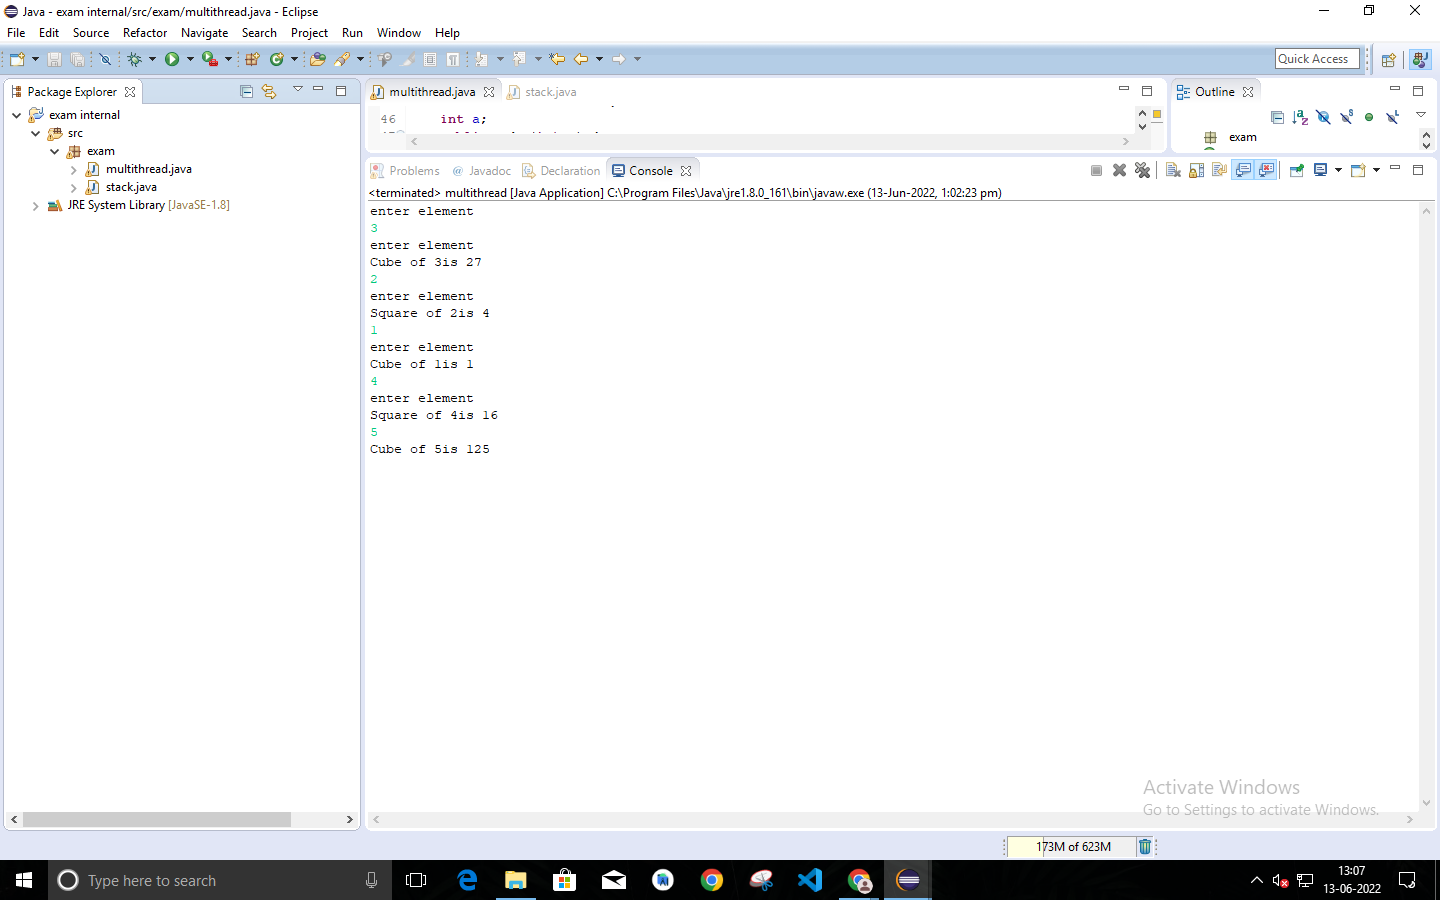 Java - exam internal/src/exam/multithread.java - Eclipse
File Edit Source Refactor Navigate Search Project Run Window Help
Quick Access
Package Explorer
exam internal
src
exam
multithread.java
stack.java
JRE System Library [JavaSE-1.8]
multithread.java stack.java
46 int a;
Outline
exam
Problems @ Javadoc Declaration Console
<terminated> multithread [Java Application] C:\Program Files\Java\jre1.8.0_161\bin\javaw.exe (13-Jun-2022, 1:02:23 pm)
enter element
3
enter element
Cube of 3is 27
2
enter element
Square of 2is 4
1
enter element
Cube of 1is 1
4
enter element
Square of 4is 16
5
Cube of 5is 125
Activate Windows
Go to Settings to activate Windows.
173M of 623M
Type here to search
13:07
13-06-2022